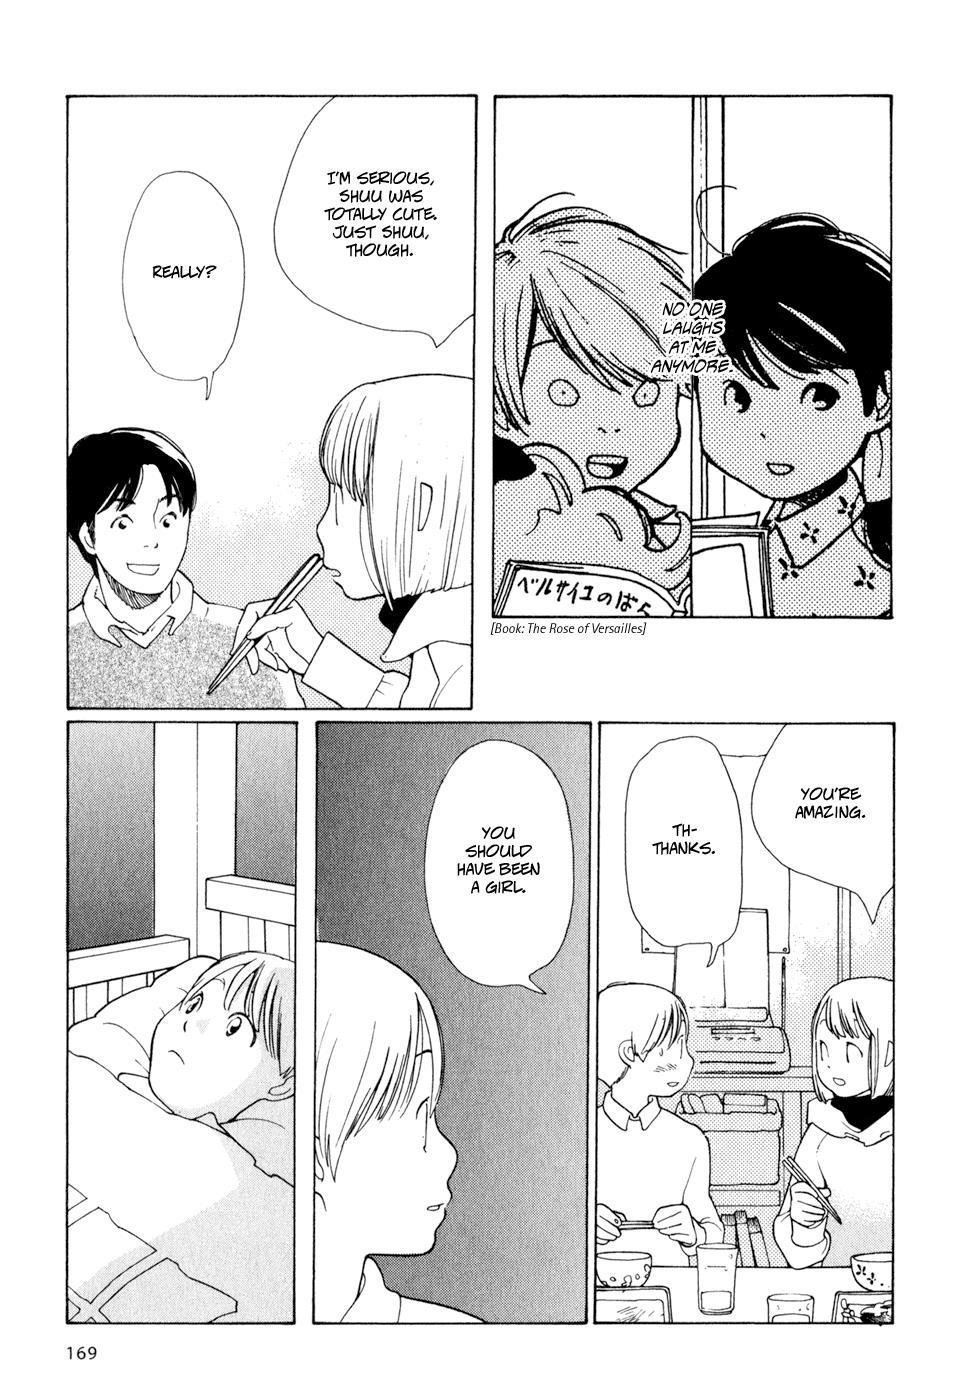 NO ONE
LAUGHS
AT ME
ANYMORE.
ベルサイユのばら
[Book: The Rose of Versailles]
I'M SERIOUS,
SHUU WAS
TOTALLY CUTE.
JUST SHUU,
THOUGH.
REALLY?
YOU'RE
AMAZING.
TH-
THANKS.
YOU
SHOULD
HAVE BEEN
A GIRL.
169